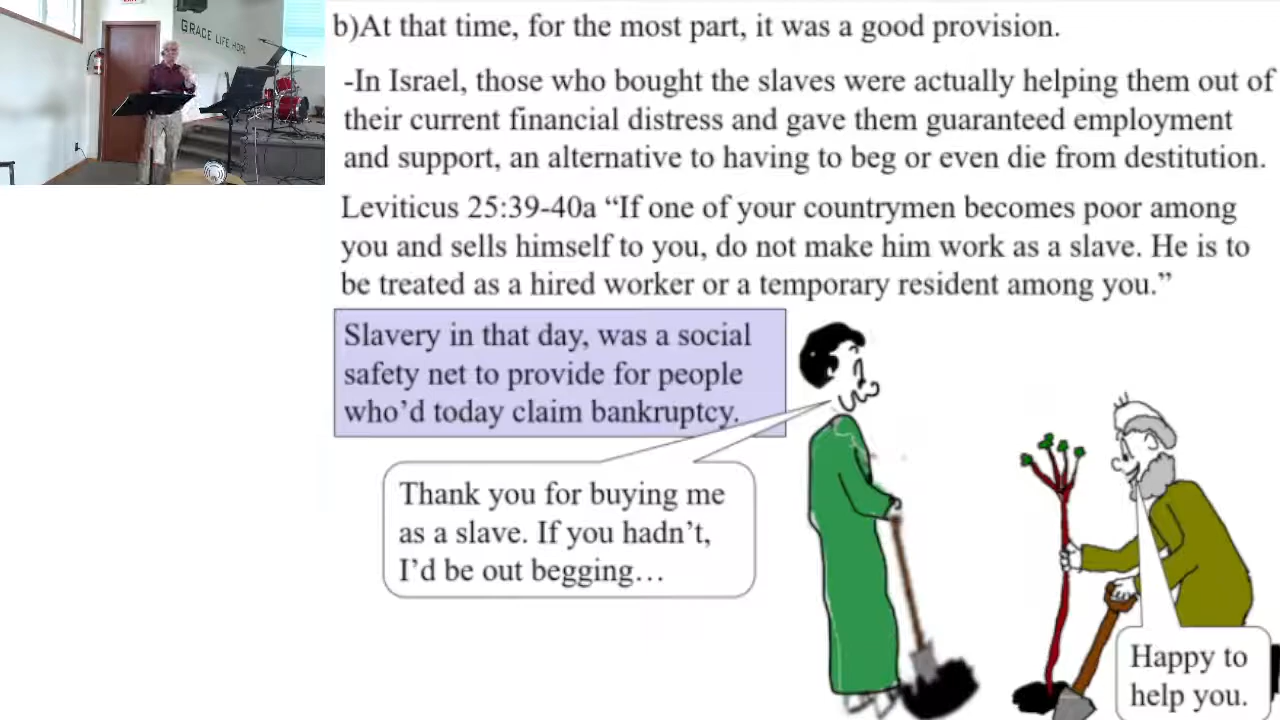 GRACE LIFE HOPE
b)At that time, for the most part, it was a good provision.
-In Israel, those who bought the slaves were actually helping them out of
their current financial distress and gave them guaranteed employment
and support, an alternative to having to beg or even die from destitution.
Leviticus 25:39-40a “If one of your countrymen becomes poor among
you and sells himself to you, do not make him work as a slave. He is to
be treated as a hired worker or a temporary resident among you.”
Slavery in that day, was a social
safety net to provide for people
who’d today claim bankruptcy.
Thank you for buying me
as a slave. If you hadn’t,
I’d be out begging…
Happy to
help you.